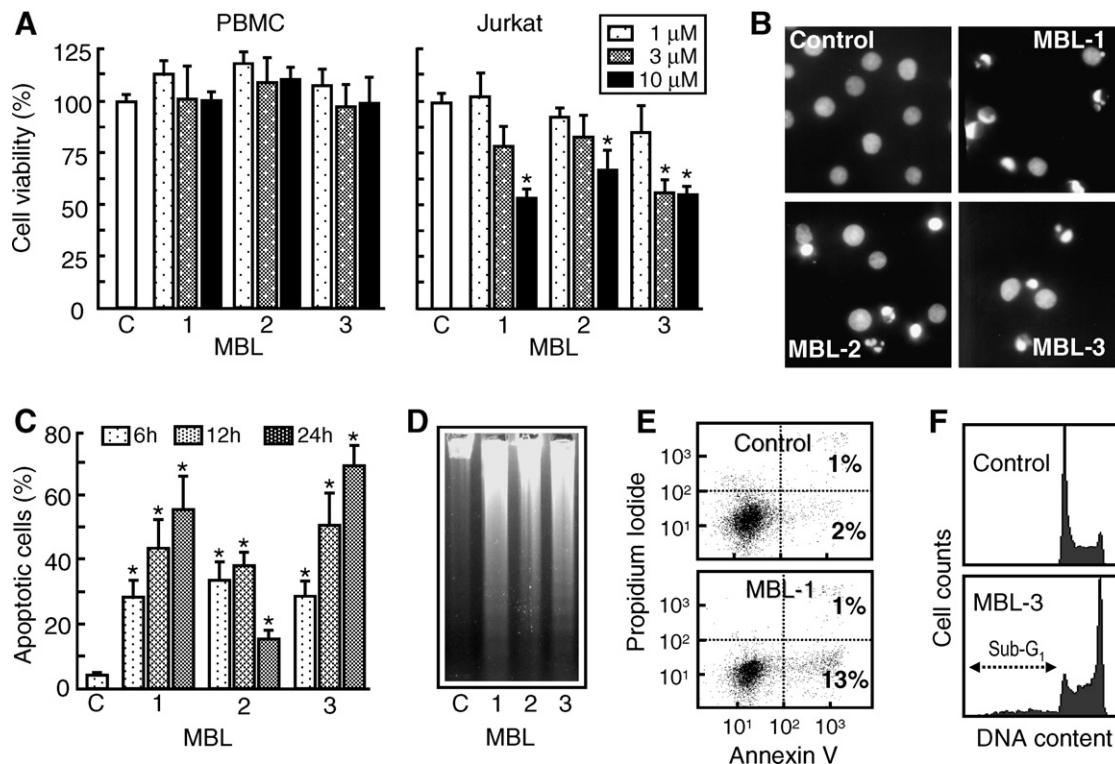 A
PBMC
Jurkat
1 µM
3 µM
10 µM
Cell viability (%)
125
100
75
50
25
0
C 1 2 3
MBL
* * * *
C 1 2 3
MBL
B
Control
MBL-1
MBL-2
MBL-3
C
6h 12h 24h
Apoptotic cells (%)
80
60
40
20
0
* * * * * * * * *
C 1 2 3
MBL
D
C 1 2 3
MBL
E
Propidium Iodide
Control
10³
10²
10¹
1%
2%
MBL-1
10³
10²
10¹
1%
13%
10¹ 10² 10³
Annexin V
F
Cell counts
Control
MBL-3
Sub-G₁
DNA content